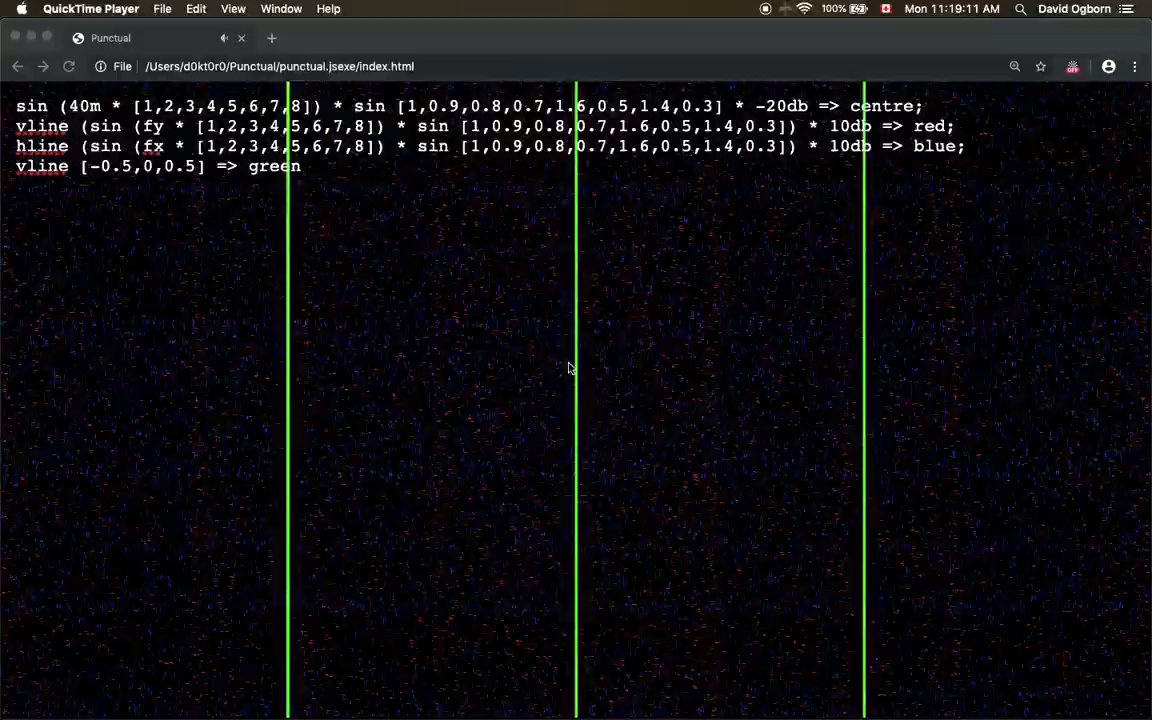 QuickTime Player File Edit View Window Help 100% Mon 11:19:11 AM David Ogborn
Punctual
File /Users/d0kt0r0/Punctual/punctual.jsexe/index.html OFF
sin (40m * [1,2,3,4,5,6,7,8]) * sin [1,0.9,0.8,0.7,1.6,0.5,1.4,0.3] * -20db => centre;
vline (sin (fy * [1,2,3,4,5,6,7,8]) * sin [1,0.9,0.8,0.7,1.6,0.5,1.4,0.3]) * 10db => red;
hline (sin (fx * [1,2,3,4,5,6,7,8]) * sin [1,0.9,0.8,0.7,1.6,0.5,1.4,0.3]) * 10db => blue;
vline [-0.5,0,0.5] => green